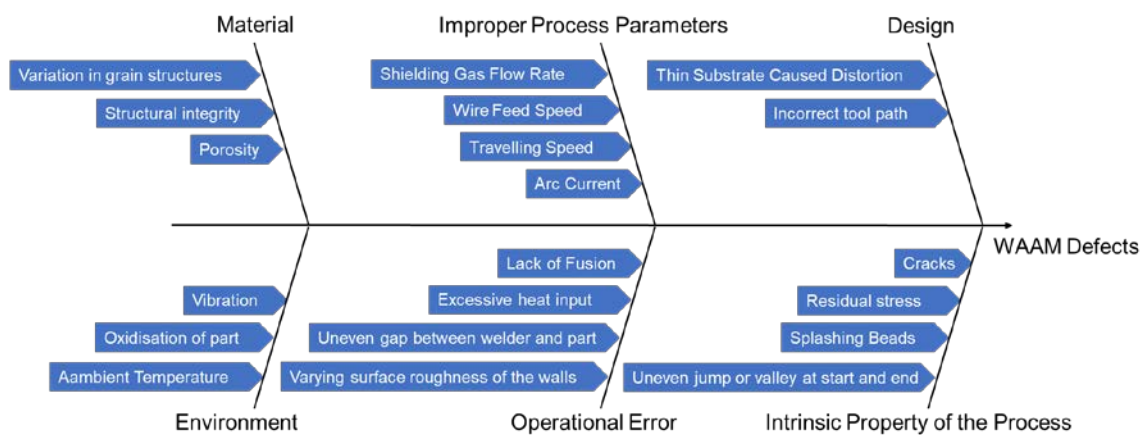 Material
Improper Process Parameters
Design
Variation in grain structures
Structural integrity
Porosity
Shielding Gas Flow Rate
Wire Feed Speed
Travelling Speed
Arc Current
Thin Substrate Caused Distortion
Incorrect tool path
WAAM Defects
Vibration
Oxidisation of part
Aambient Temperature
Environment
Lack of Fusion
Excessive heat input
Uneven gap between welder and part
Varying surface roughness of the walls
Operational Error
Cracks
Residual stress
Splashing Beads
Uneven jump or valley at start and end
Intrinsic Property of the Process